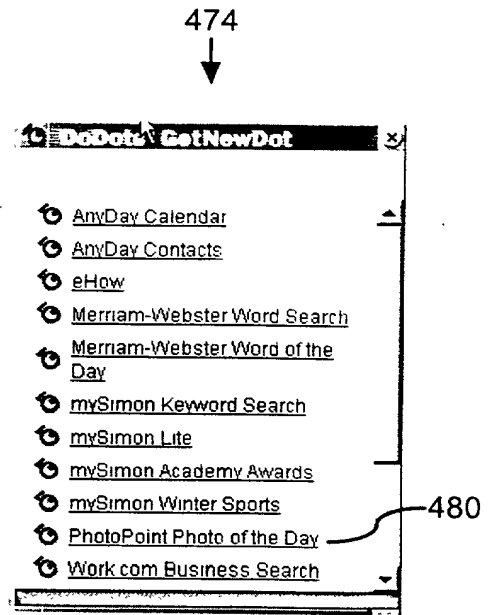 474
DoDots GetNewDot
AnyDay Calendar
AnyDay Contacts
eHow
Merriam-Webster Word Search
Merriam-Webster Word of the
Day
mySimon Keyword Search
mySimon Lite
mySimon Academy Awards
mySimon Winter Sports
PhotoPoint Photo of the Day
480
Work com Business Search